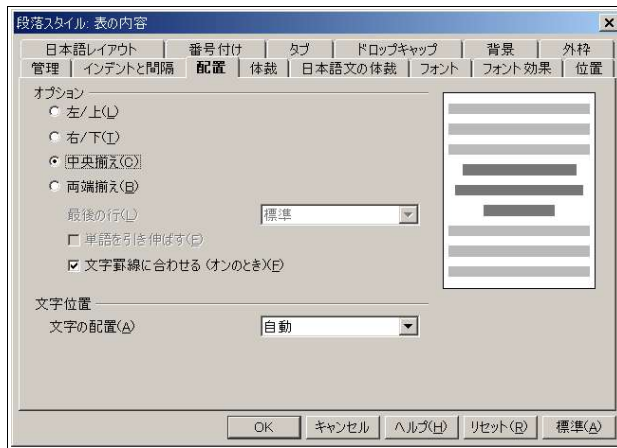 段落スタイル: 表の内容
日本語レイアウト 番号付け タブ ドロップキャップ 背景 外枠
管理 インデントと間隔 配置 体裁 日本語文の体裁 フォント フォント効果 位置
オプション
左/上(L)
右/下(T)
中央揃え(C)
両端揃え(B)
最後の行(L) 標準
単語を引き伸ばす(E)
文字罫線に合わせる (オンのとき)(F)
文字位置
文字の配置(A) 自動
OK キャンセル ヘルプ(H) リセット(R) 標準(A)